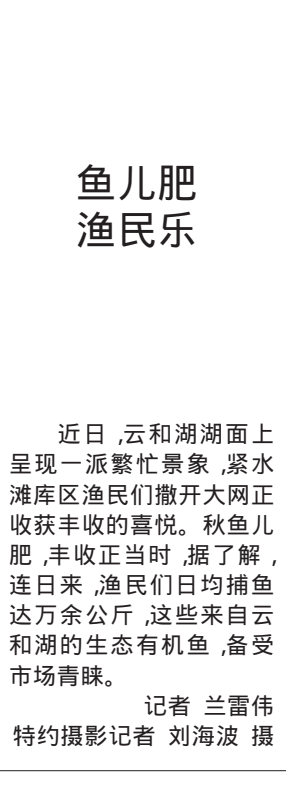 鱼儿肥
渔民乐
近日,云和湖湖面上
呈现一派繁忙景象,紧水
滩库区渔民们撒开大网正
收获丰收的喜悦。秋鱼儿
肥,丰收正当时,据了解,
连日来,渔民们日均捕鱼
达万余公斤,这些来自云
和湖的生态有机鱼,备受
市场青睐。
记者 兰雷伟
特约摄影记者 刘海波 摄